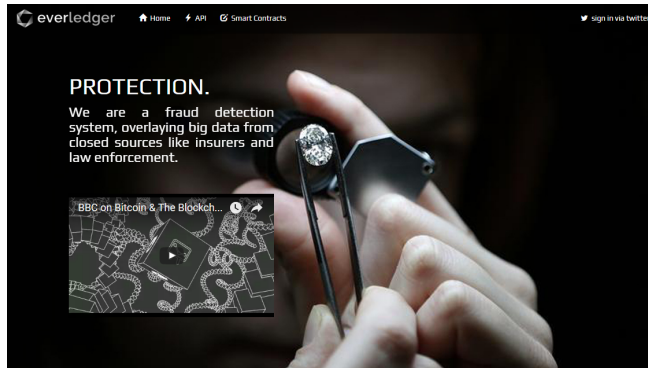 everledger Home API Smart Contracts sign in via twitter
PROTECTION.
We are a fraud detection
system, overlaying big data from
closed sources like insurers and
law enforcement.
BBC on Bitcoin & The Blockch...